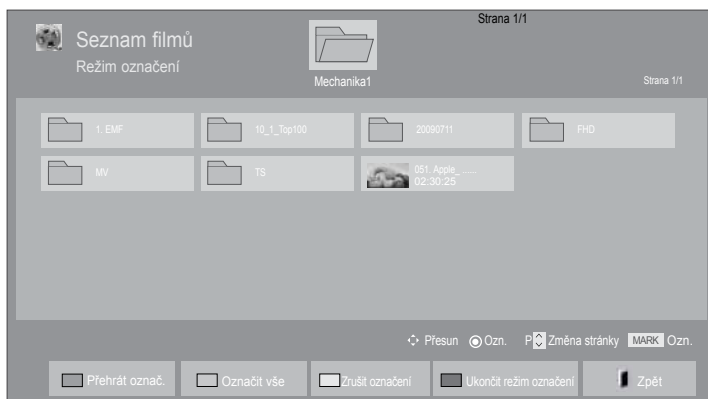 Strana 1/1
Seznam filmů
Režim označení
Mechanika1
Strana 1/1
1. EMF
10_1_Top100
20090711
FHD
MV
TS
051. Apple_ ......
02:30:25
Přesun Ozn. P Změna stránky MARK Ozn.
Přehrát označ. Označit vše Zrušit označení Ukončit režim označení Zpět